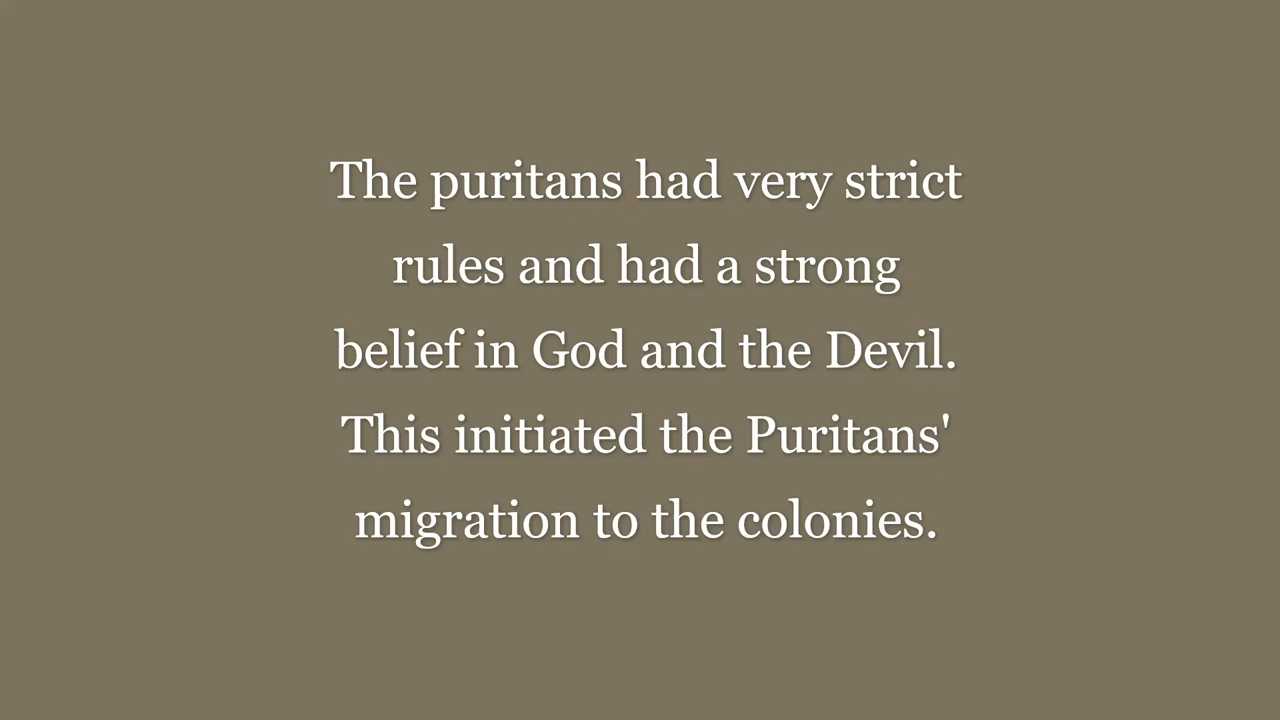 The puritans had very strict
rules and had a strong
belief in God and the Devil.
This initiated the Puritans'
migration to the colonies.